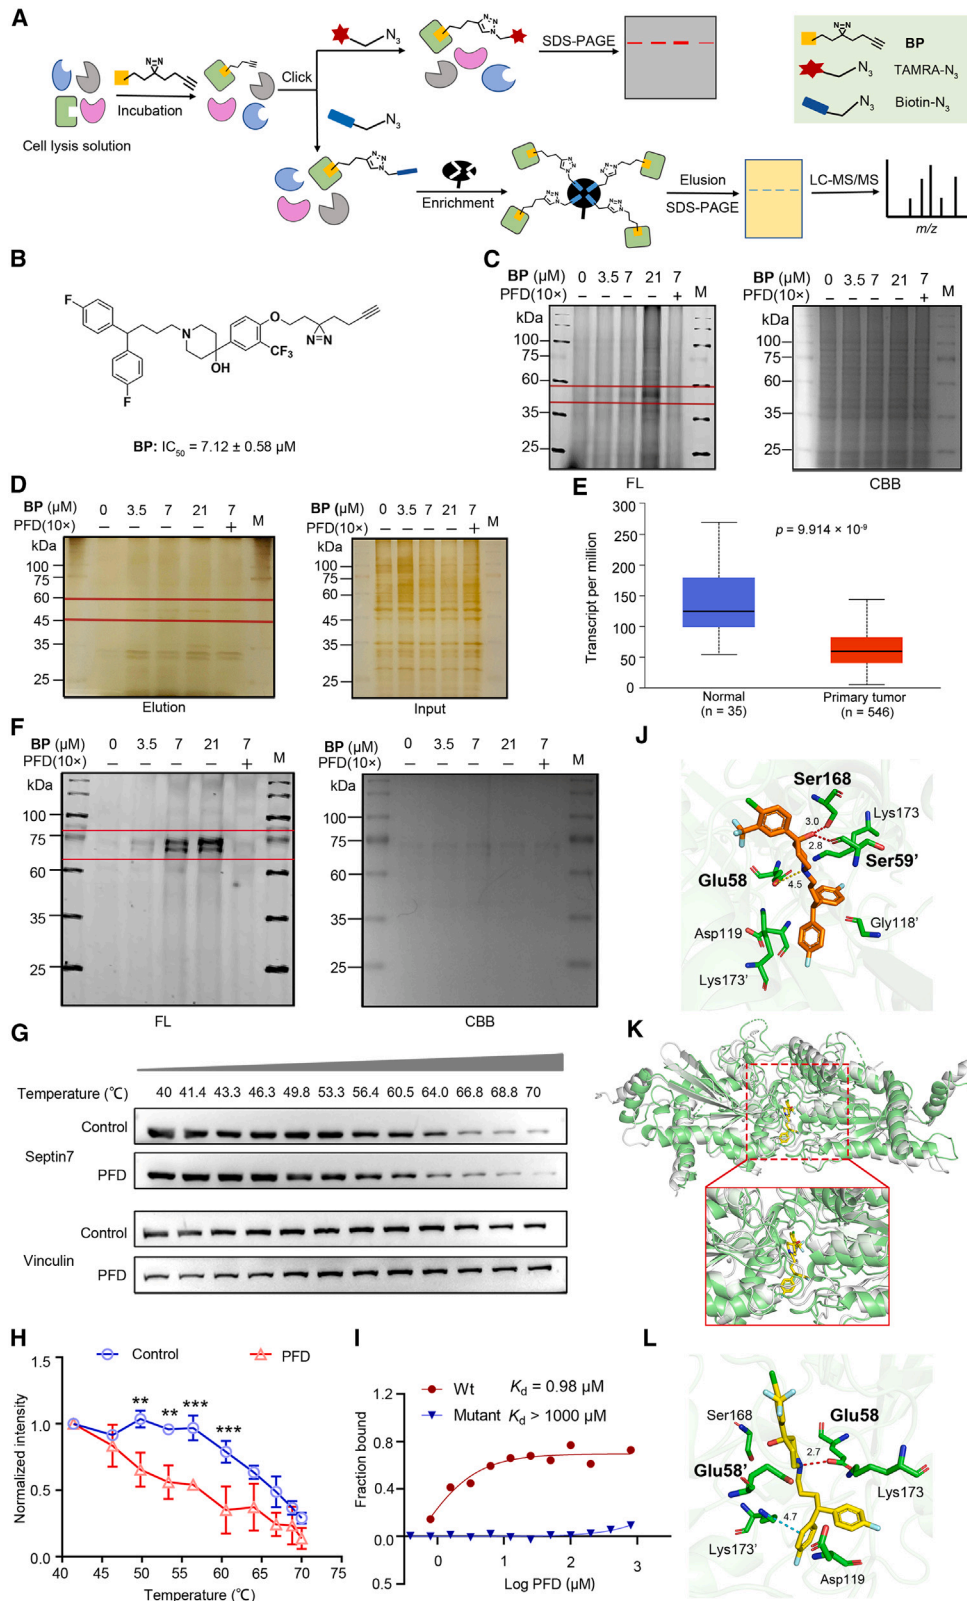 A
Cell lysis solution
Incubation
Click
N₃
SDS-PAGE
BP
TAMRA-N₃
Biotin-N₃
N₃
Enrichment
Elusion
SDS-PAGE
LC-MS/MS
m/z
B
F
F
N
OH
O
CF₃
N=N
BP: IC₅₀ = 7.12 ± 0.58 μM
C
BP (μM) 0 3.5 7 21 7
PFD(10×) − − − − + M
kDa
100
60
35
25
FL
BP (μM) 0 3.5 7 21 7
PFD(10×) − − − − + M
kDa
100
75
60
35
25
CBB
D
BP (μM) 0 3.5 7 21 7
PFD(10×) − − − − + M
kDa
100
75
60
45
35
25
Elution
BP (μM) 0 3.5 7 21 7
PFD(10×) − − − − + M
kDa
100
75
60
45
35
25
Input
E
Transcript per million
300
250
150
100
50
0
p = 9.914 × 10⁻⁹
Normal
(n = 35)
Primary tumor
(n = 546)
F
BP (μM) 0 3.5 7 21 7
PFD(10×) − − − − + M
kDa
100
75
60
35
25
FL
BP (μM) 0 3.5 7 21 7
PFD(10×) − − − − + M
kDa
100
75
60
35
25
CBB
G
Temperature (℃) 40 41.4 43.3 46.3 49.8 53.3 56.4 60.5 64.0 66.8 68.8 70
Control
Septin7
PFD
Control
Vinculin
PFD
H
Control
PFD
Normalized intensity
1.5
1.0
0.5
0.0
** ** *** ***
40 45 50 55 60 65 70 75
Temperature (℃)
I
Wt Kd = 0.98 μM
Mutant Kd > 1000 μM
Fraction bound
1.2
0.8
0.4
0.0
0.5
0 1 2 3
Log PFD (μM)
J
Ser168
Lys173
3.0
2.8
Ser59'
Glu58
4.5
Gly118'
Asp119
Lys173'
K
L
Ser168
Glu58
2.7
Glu58'
Lys173
4.7
Lys173'
Asp119